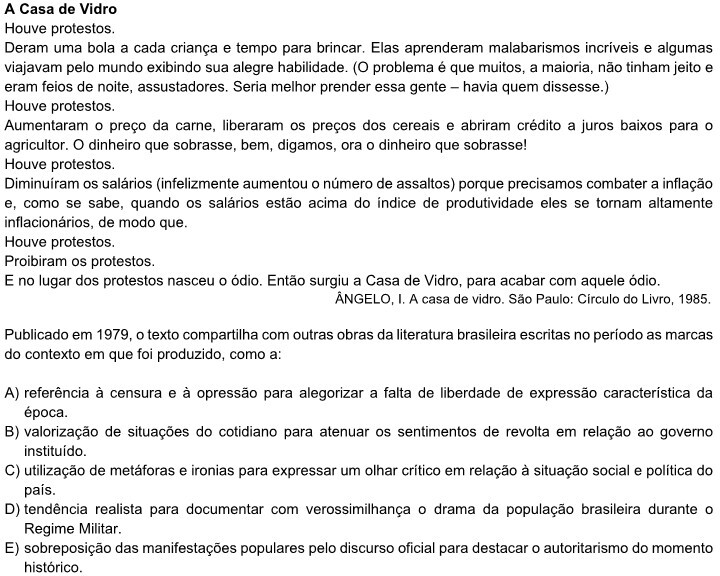 A Casa de Vidro
Houve protestos.
Deram uma bola a cada criança e tempo para brincar. Elas aprenderam malabarismos incríveis e algumas
viajavam pelo mundo exibindo sua alegre habilidade. (O problema é que muitos, a maioria, não tinham jeito e
eram feios de noite, assustadores. Seria melhor prender essa gente – havia quem dissesse.)
Houve protestos.
Aumentaram o preço da carne, liberaram os preços dos cereais e abriram crédito a juros baixos para o
agricultor. O dinheiro que sobrasse, bem, digamos, ora o dinheiro que sobrasse!
Houve protestos.
Diminuíram os salários (infelizmente aumentou o número de assaltos) porque precisamos combater a inflação
e, como se sabe, quando os salários estão acima do índice de produtividade eles se tornam altamente
inflacionários, de modo que.
Houve protestos.
Proibiram os protestos.
E no lugar dos protestos nasceu o ódio. Então surgiu a Casa de Vidro, para acabar com aquele ódio.
ÂNGELO, I. A casa de vidro. São Paulo: Círculo do Livro, 1985.
Publicado em 1979, o texto compartilha com outras obras da literatura brasileira escritas no período as marcas
do contexto em que foi produzido, como a:
A) referência à censura e à opressão para alegorizar a falta de liberdade de expressão característica da
época.
B) valorização de situações do cotidiano para atenuar os sentimentos de revolta em relação ao governo
instituído.
C) utilização de metáforas e ironias para expressar um olhar crítico em relação à situação social e política do
país.
D) tendência realista para documentar com verossimilhança o drama da população brasileira durante o
Regime Militar.
E) sobreposição das manifestações populares pelo discurso oficial para destacar o autoritarismo do momento
histórico.